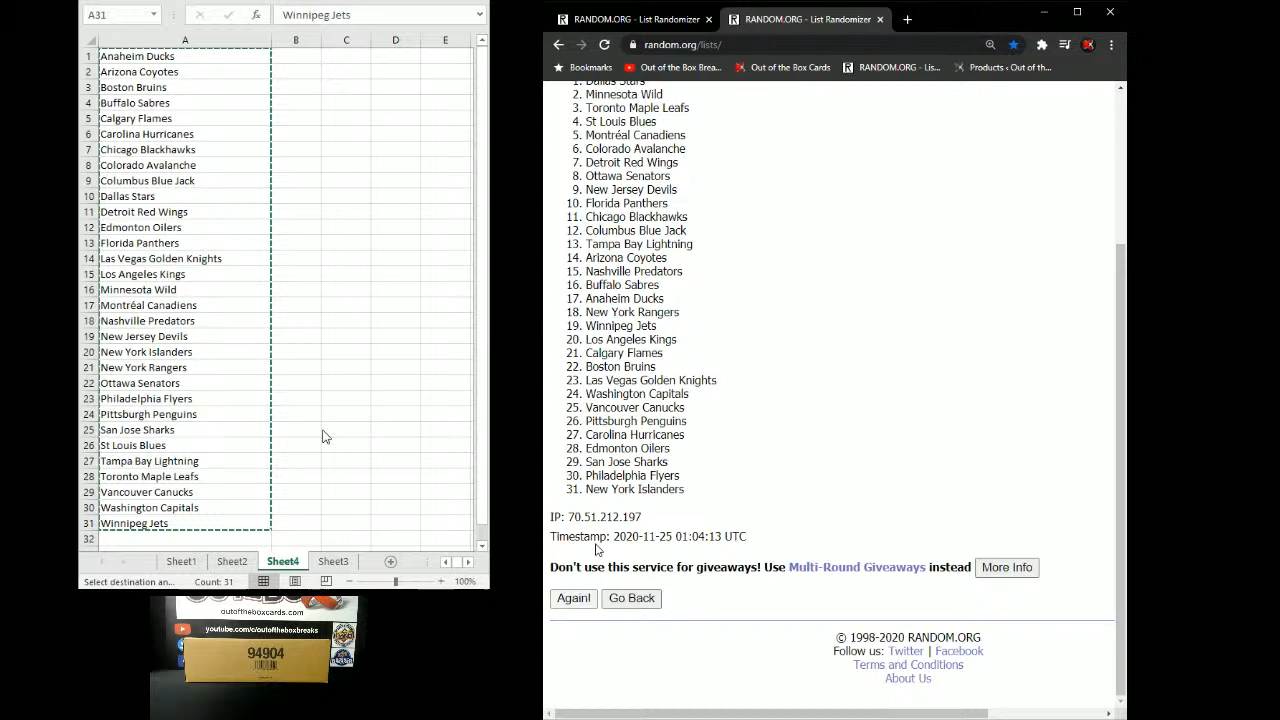 A31
Winnipeg Jets
A B C D E
1 Anaheim Ducks
2 Arizona Coyotes
3 Boston Bruins
4 Buffalo Sabres
5 Calgary Flames
6 Carolina Hurricanes
7 Chicago Blackhawks
8 Colorado Avalanche
9 Columbus Blue Jack
10 Dallas Stars
11 Detroit Red Wings
12 Edmonton Oilers
13 Florida Panthers
14 Las Vegas Golden Knights
15 Los Angeles Kings
16 Minnesota Wild
17 Montréal Canadiens
18 Nashville Predators
19 New Jersey Devils
20 New York Islanders
21 New York Rangers
22 Ottawa Senators
23 Philadelphia Flyers
24 Pittsburgh Penguins
25 San Jose Sharks
26 St Louis Blues
27 Tampa Bay Lightning
28 Toronto Maple Leafs
29 Vancouver Canucks
30 Washington Capitals
31 Winnipeg Jets
32
Sheet1 Sheet2 Sheet4 Sheet3
Select destination an... Count: 31 100%
outoftheboxcards.com
youtube.com/c/outoftheboxbreaks
94904
RANDOM.ORG - List Randomizer
RANDOM.ORG - List Randomizer
random.org/lists/
Bookmarks
Out of the Box Brea...
Out of the Box Cards
RANDOM.ORG - Lis...
Products ‹ Out of th...
1. Dallas Stars
2. Minnesota Wild
3. Toronto Maple Leafs
4. St Louis Blues
5. Montréal Canadiens
6. Colorado Avalanche
7. Detroit Red Wings
8. Ottawa Senators
9. New Jersey Devils
10. Florida Panthers
11. Chicago Blackhawks
12. Columbus Blue Jack
13. Tampa Bay Lightning
14. Arizona Coyotes
15. Nashville Predators
16. Buffalo Sabres
17. Anaheim Ducks
18. New York Rangers
19. Winnipeg Jets
20. Los Angeles Kings
21. Calgary Flames
22. Boston Bruins
23. Las Vegas Golden Knights
24. Washington Capitals
25. Vancouver Canucks
26. Pittsburgh Penguins
27. Carolina Hurricanes
28. Edmonton Oilers
29. San Jose Sharks
30. Philadelphia Flyers
31. New York Islanders
IP: 70.51.212.197
Timestamp: 2020-11-25 01:04:13 UTC
Don't use this service for giveaways! Use Multi-Round Giveaways instead More Info
Again! Go Back
© 1998-2020 RANDOM.ORG
Follow us: Twitter | Facebook
Terms and Conditions
About Us